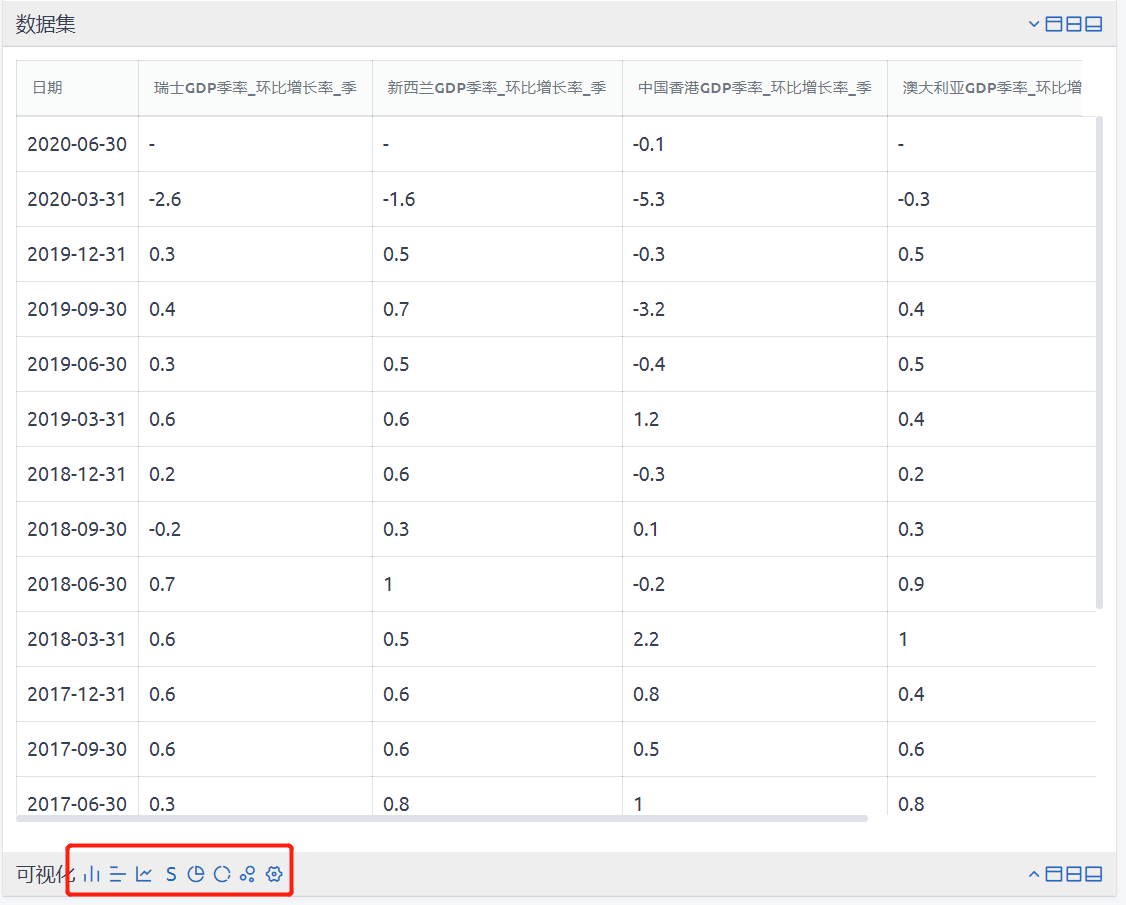 数据集
日期 瑞士GDP季率_环比增长率_季 新西兰GDP季率_环比增长率_季 中国香港GDP季率_环比增长率_季 澳大利亚GDP季率_环比增
2020-06-30 - - -0.1 -
2020-03-31 -2.6 -1.6 -5.3 -0.3
2019-12-31 0.3 0.5 -0.3 0.5
2019-09-30 0.4 0.7 -3.2 0.4
2019-06-30 0.3 0.5 -0.4 0.5
2019-03-31 0.6 0.6 1.2 0.4
2018-12-31 0.2 0.6 -0.3 0.2
2018-09-30 -0.2 0.3 0.1 0.3
2018-06-30 0.7 1 -0.2 0.9
2018-03-31 0.6 0.5 2.2 1
2017-12-31 0.6 0.6 0.8 0.4
2017-09-30 0.6 0.6 0.5 0.6
2017-06-30 0.3 0.8 1 0.8
可视化 S